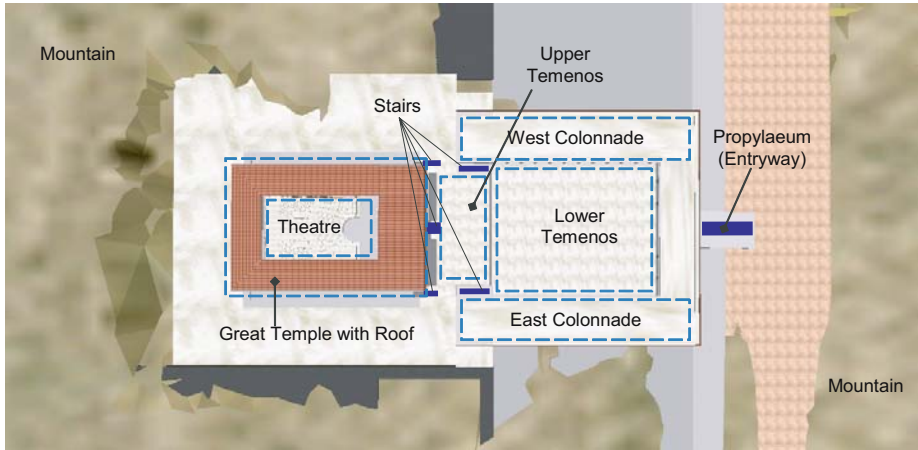 Mountain
Upper
Temenos
Stairs
West Colonnade
Propylaeum
(Entryway)
Theatre
Lower
Temenos
East Colonnade
Great Temple with Roof
Mountain